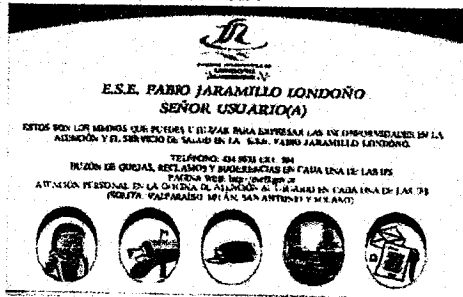 E.S.E. FABIO JARAMILLO LONDOÑO
SEÑOR USUARIO(A)
ESTOS SON LOS MEDIOS QUE PUEDES UTILIZAR PARA EXPRESAR LAS INCONFORMIDADES EN LA
ATENCIÓN Y EL SERVICIO DE SALUD EN LA E.S.E. FABIO JARAMILLO LONDOÑO.
TELÉFONO:
BUZÓN DE QUEJAS, RECLAMOS Y SUGERENCIAS EN CADA UNA DE LAS IPS
PAGINA WEB:
ATENCIÓN PERSONAL EN LA OFICINA DE ATENCIÓN AL USUARIO EN CADA UNA DE LAS IPS
(SOLITA, VALPARAÍSO, MILÁN, SAN ANTONIO Y SOLANO)